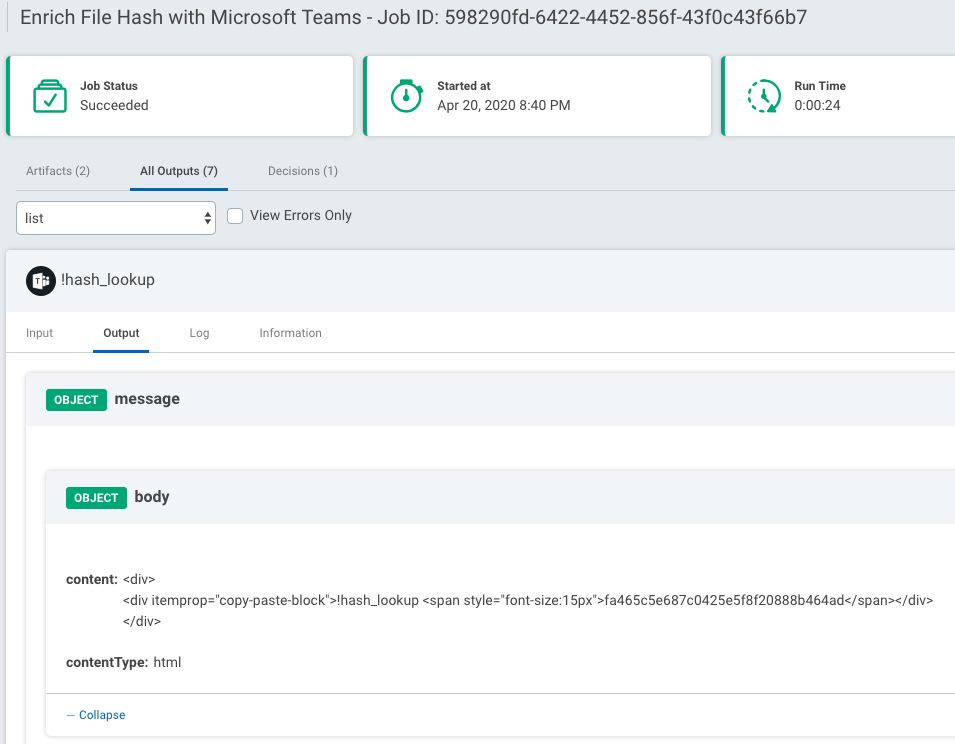 Enrich File Hash with Microsoft Teams - Job ID: 598290fd-6422-4452-856f-43f0c43f66b7
Job Status
Succeeded
Started at
Apr 20, 2020 8:40 PM
Run Time
0:00:24
Artifacts (2)
All Outputs (7)
Decisions (1)
list
View Errors Only
T
!hash_lookup
Input
Output
Log
Information
OBJECT message
OBJECT body
content: <div>
<div itemprop="copy-paste-block">!hash_lookup <span style="font-size:15px">fa465c5e687c0425e5f8f20888b464ad</span></div>
</div>
contentType: html
— Collapse